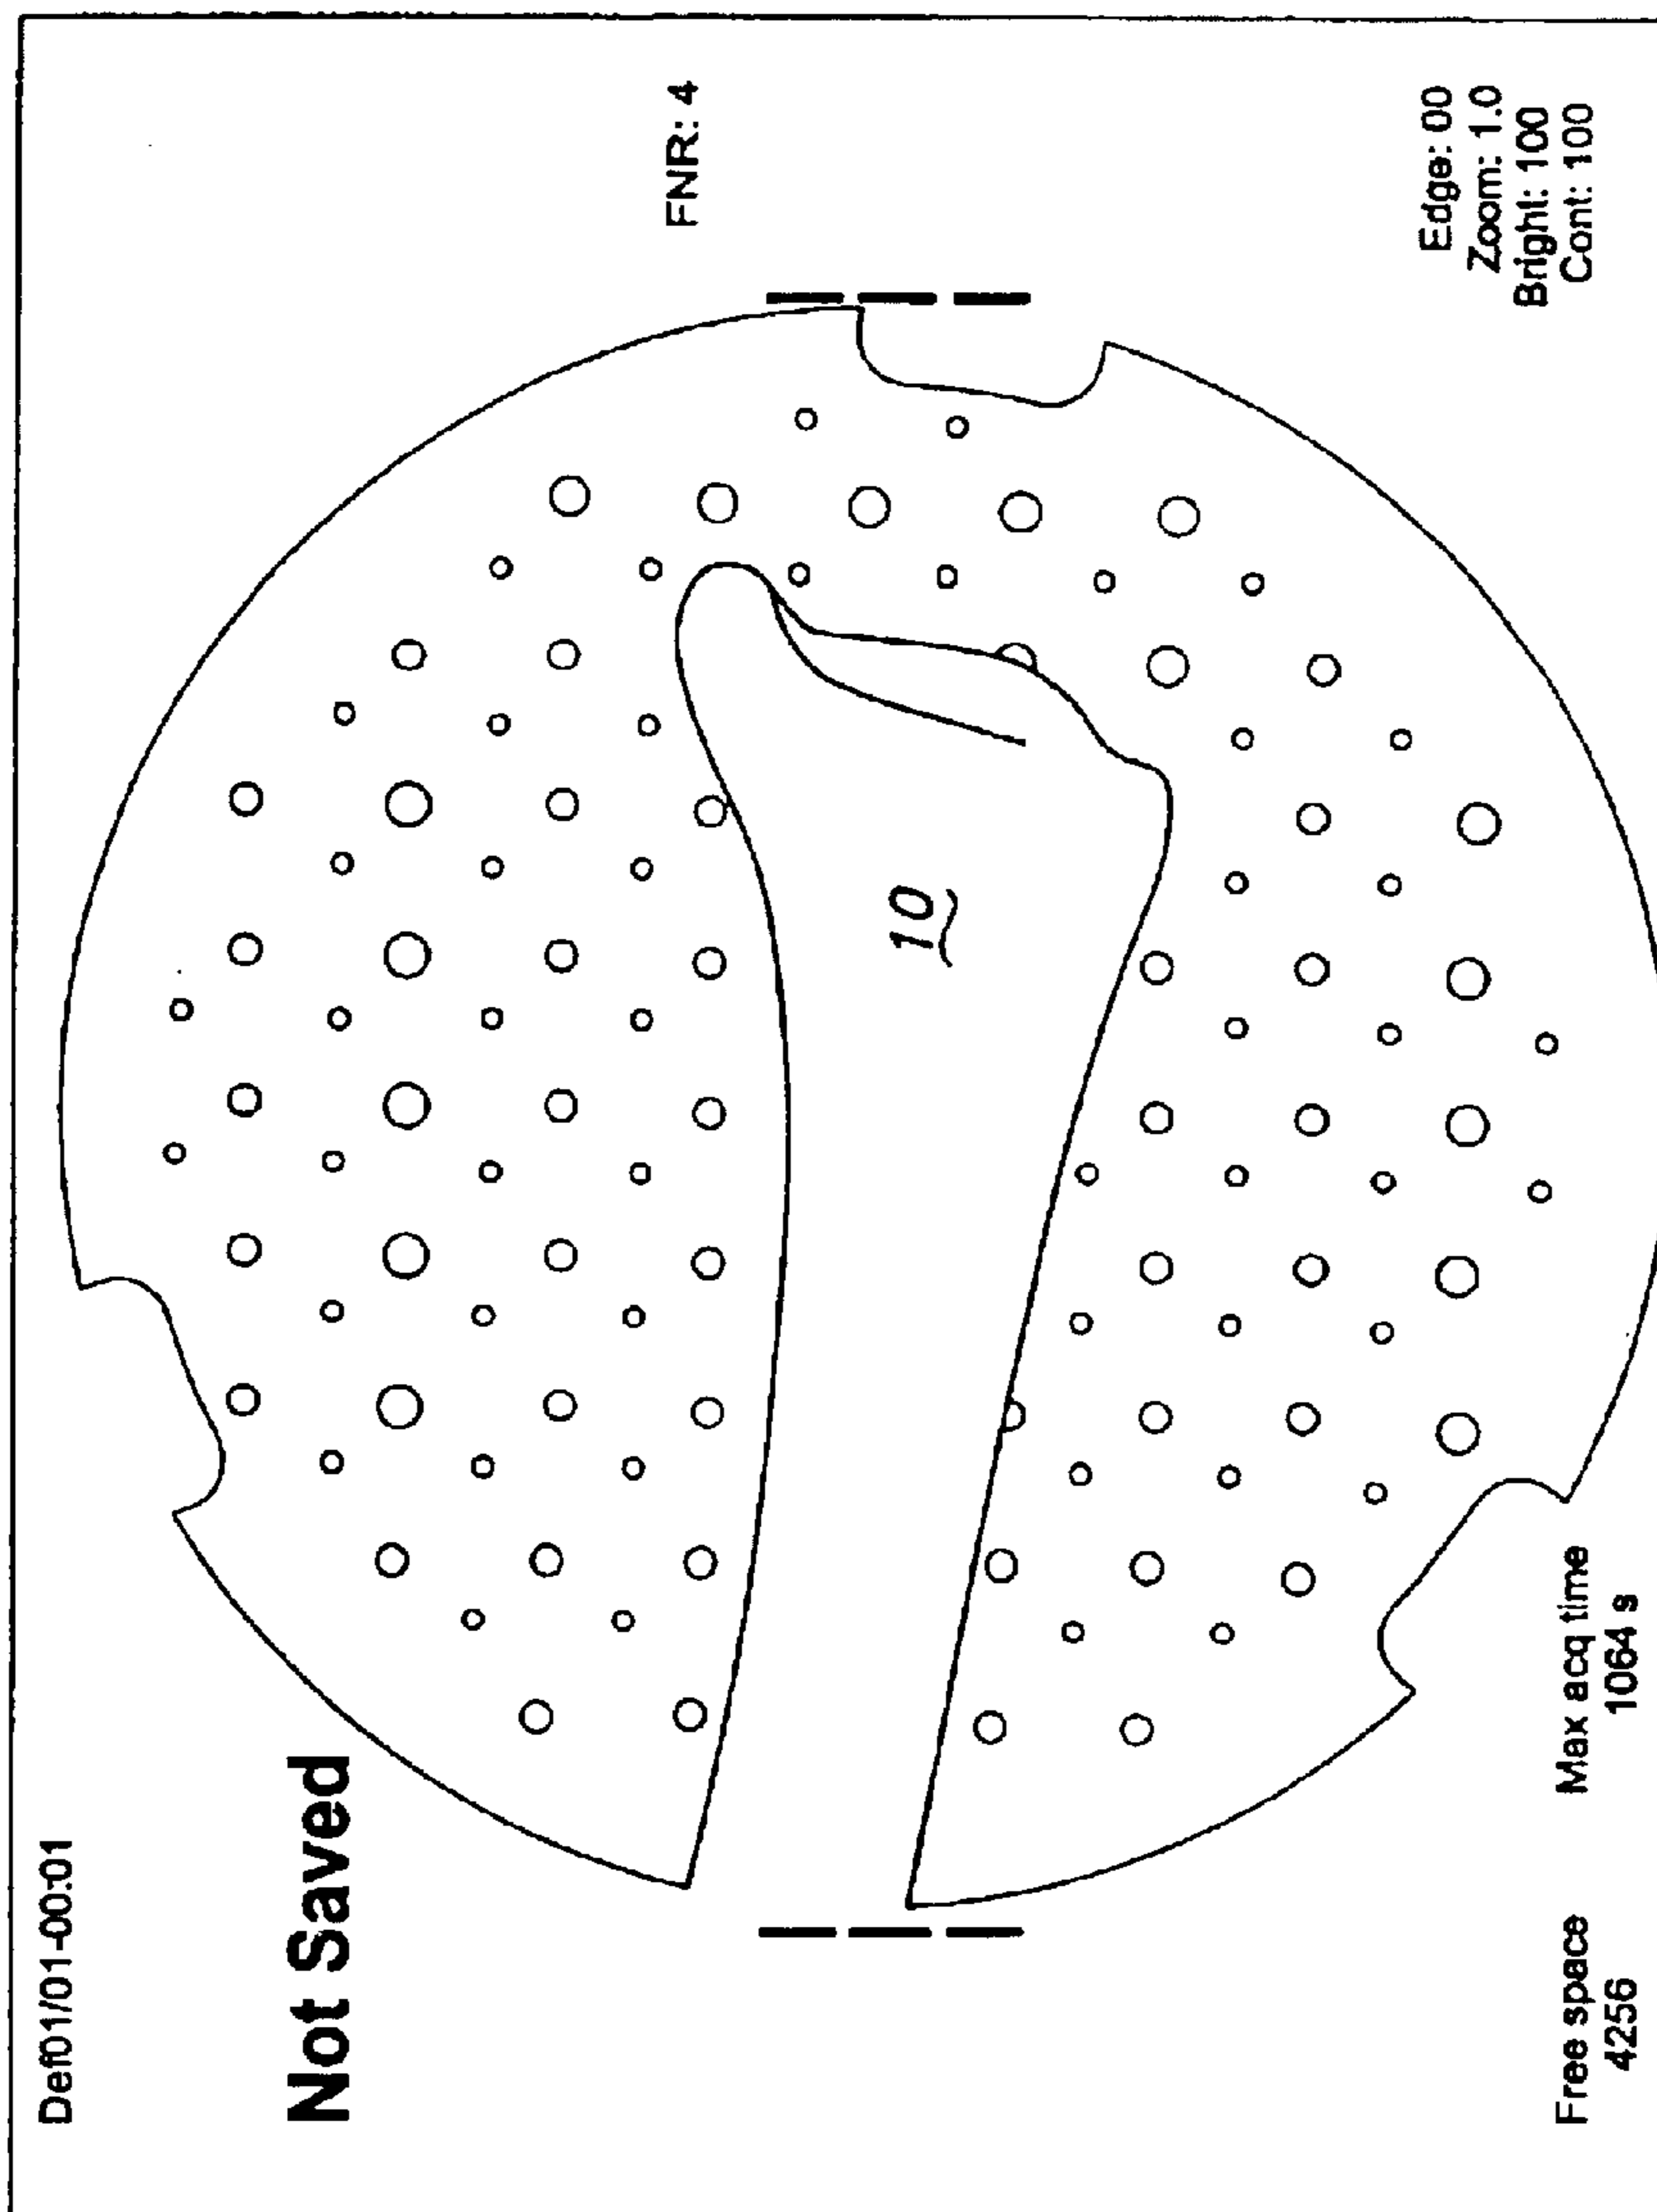 Def01/01-00:01
Not Saved
FNR: 4
10
Edge: 00
Zoom: 1.0
Bright: 100
Cont: 100
Free space
4256
Max acq time
1064 s